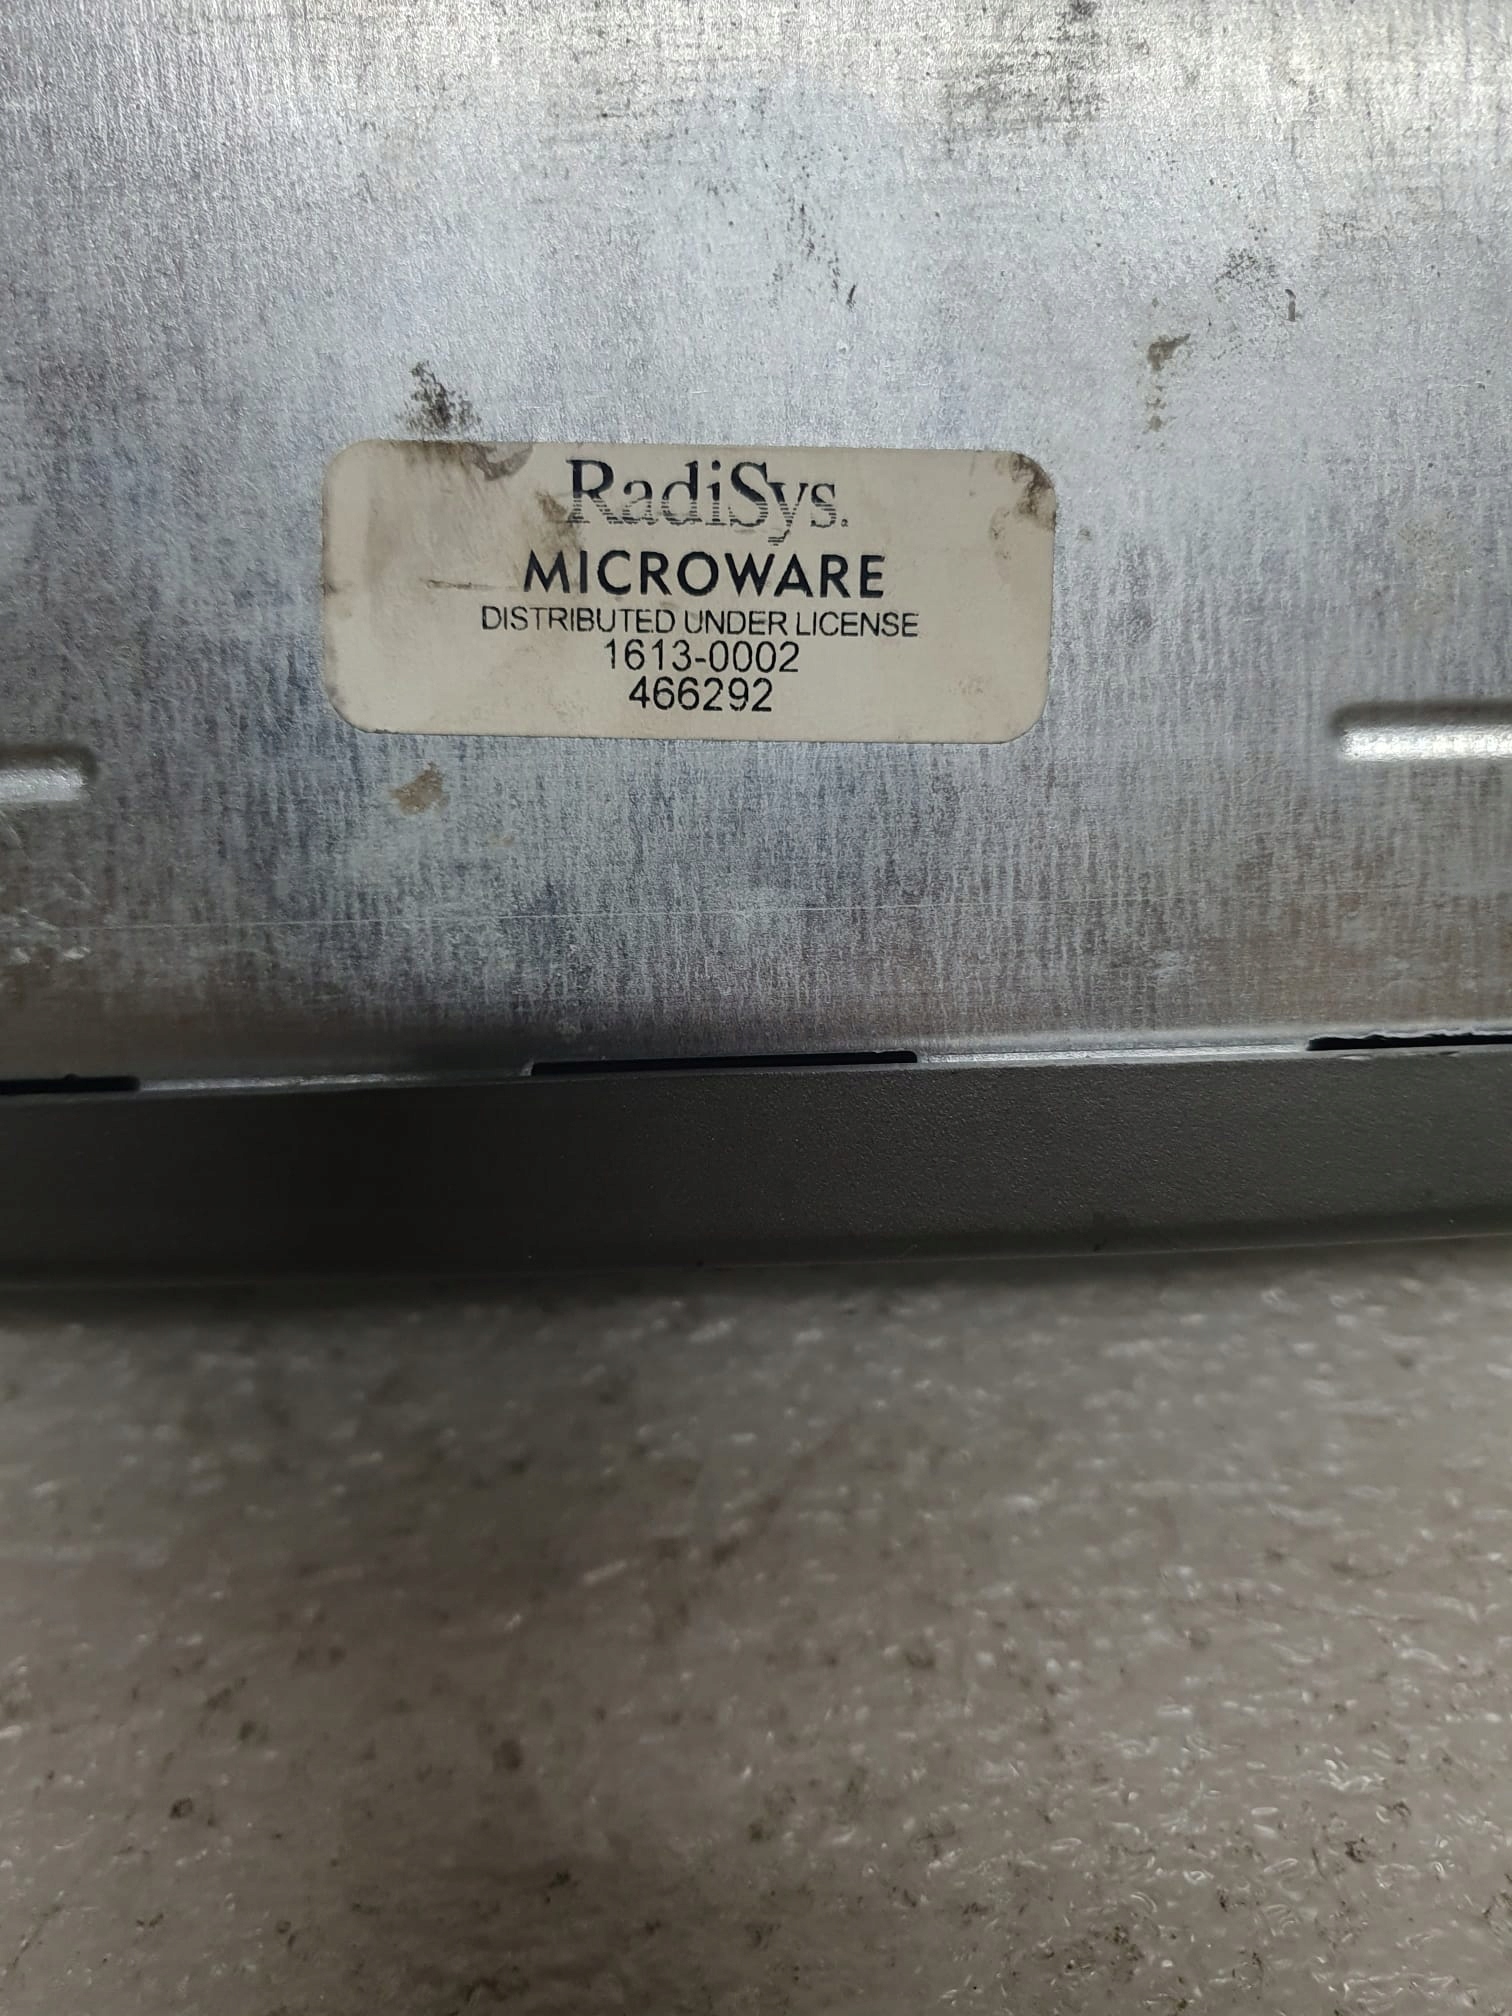 RadiSys.
MICROWARE
DISTRIBUTED UNDER LICENSE
1613-0002
466292